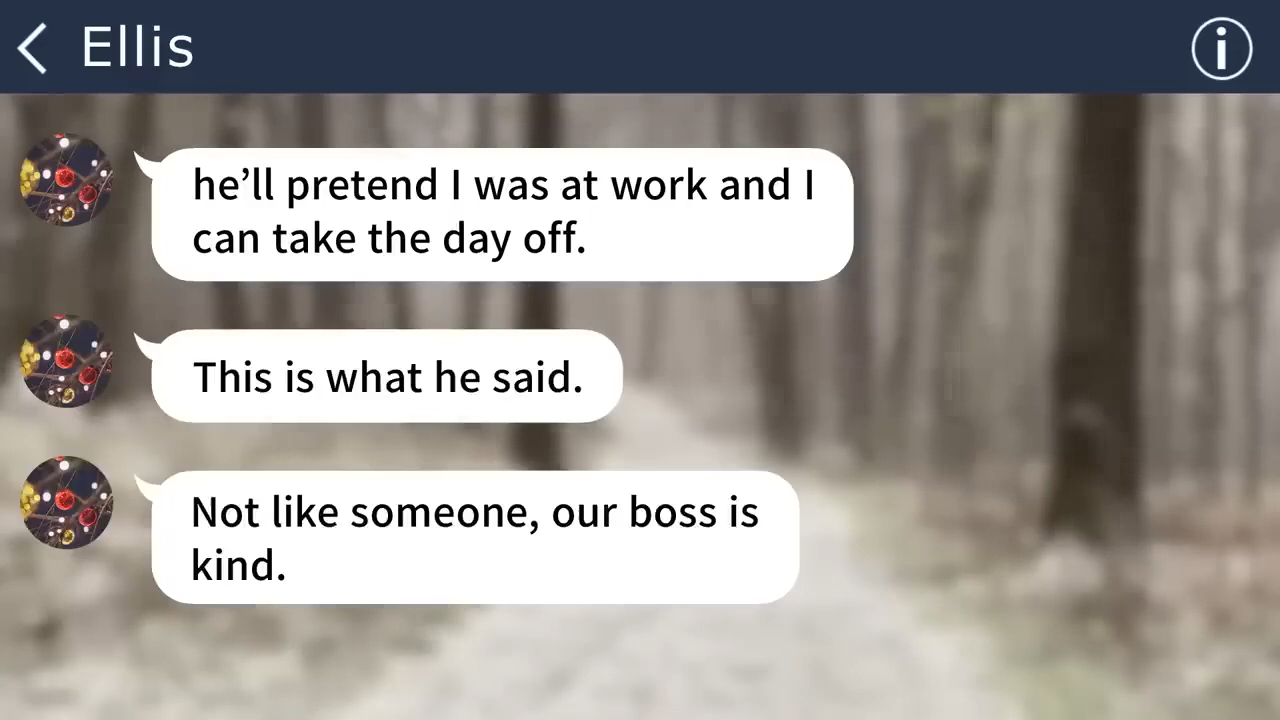 Ellis
he’ll pretend I was at work and I
can take the day off.
This is what he said.
Not like someone, our boss is
kind.